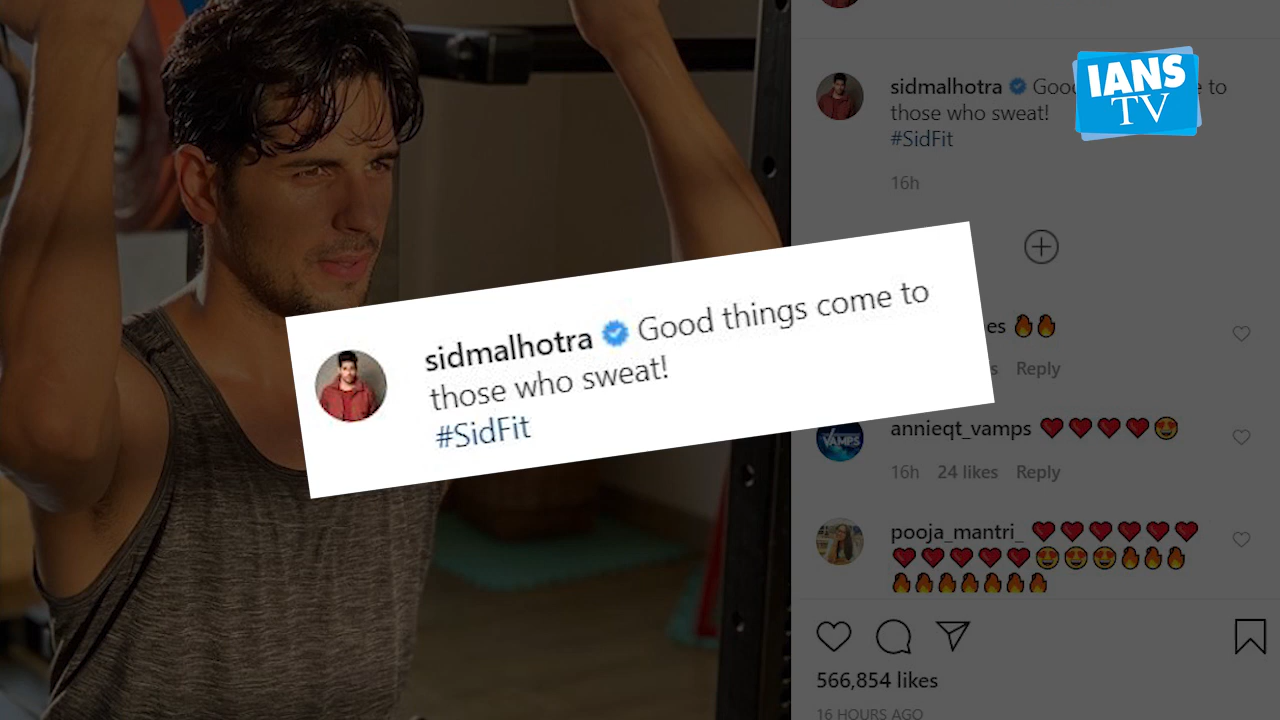 IANS
TV
sidmalhotra Good things come to
those who sweat!
#SidFit
sidmalhotra to
those who sweat!
#SidFit
16h
Reply
annieqt_vamps ❤❤❤❤😍
VAMPS
16h 24 likes Reply
pooja_mantri_ ❤❤❤❤❤❤
❤❤❤❤❤😍😍😍🔥🔥🔥
🔥🔥🔥🔥🔥🔥🔥
566,854 likes
16 HOURS AGO